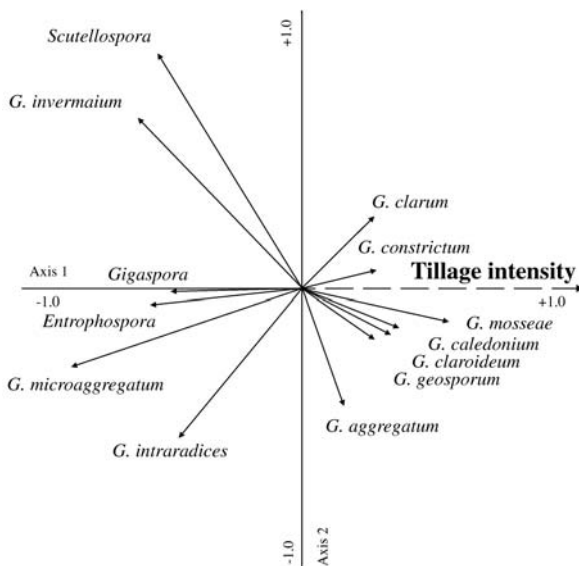 +1.0
Scutellospora
G. invermaium
G. clarum
G. constrictum
Axis 1
Gigaspora
Tillage intensity
-1.0
+1.0
Entrophospora
G. mosseae
G. caledonium
G. claroideum
G. geosporum
G. microaggregatum
G. aggregatum
G. intraradices
-1.0
Axis 2